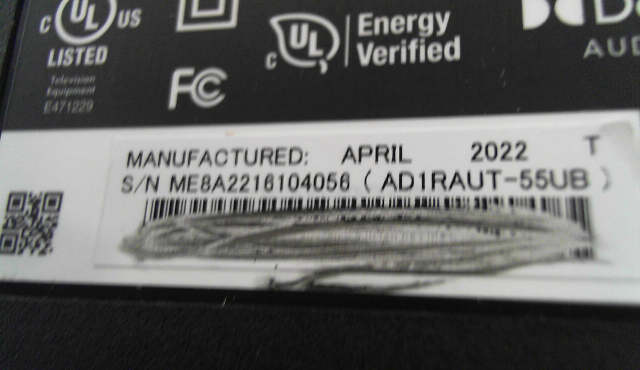 C UL US
LISTED
Television
Equipment
E471229
FC
C UL
Energy
Verified
AUD
MANUFACTURED: APRIL 2022 T
S/N ME8A2216104056 ( AD1RAUT-55UB )